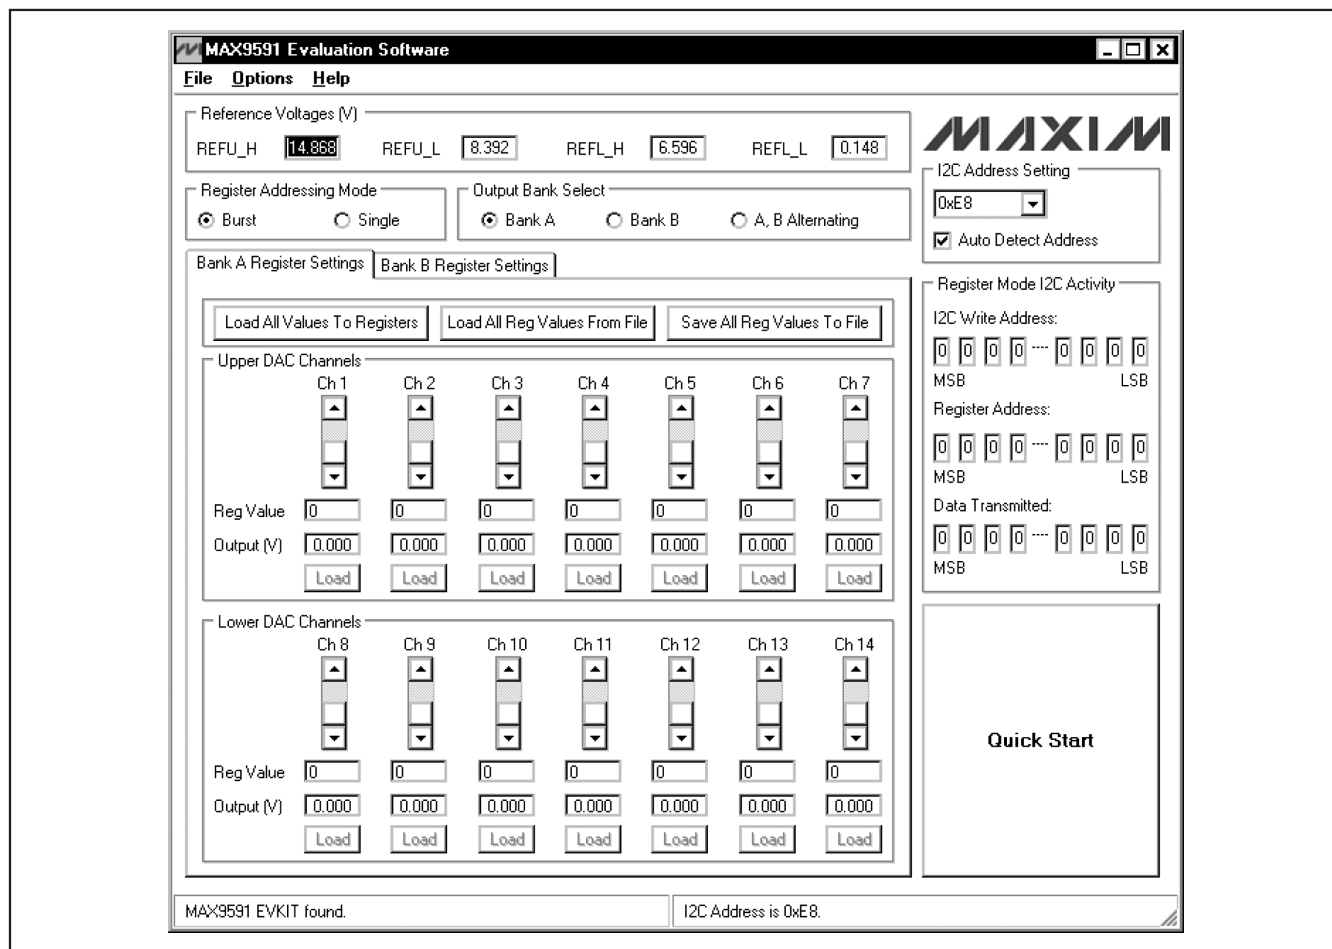 MAX9591 Evaluation Software
File Options Help
Reference Voltages (V)
REFU_H 14.868 REFU_L 8.392 REFL_H 6.596 REFL_L 0.148
MAXIM
Register Addressing Mode
Burst Single
Output Bank Select
Bank A Bank B A, B Alternating
I2C Address Setting
0xE8
Auto Detect Address
Bank A Register Settings Bank B Register Settings
Load All Values To Registers Load All Reg Values From File Save All Reg Values To File
Upper DAC Channels
Ch 1 Ch 2 Ch 3 Ch 4 Ch 5 Ch 6 Ch 7
Reg Value 0 0 0 0 0 0 0
Output (V) 0.000 0.000 0.000 0.000 0.000 0.000 0.000
Load Load Load Load Load Load Load
Lower DAC Channels
Ch 8 Ch 9 Ch 10 Ch 11 Ch 12 Ch 13 Ch 14
Reg Value 0 0 0 0 0 0 0
Output (V) 0.000 0.000 0.000 0.000 0.000 0.000 0.000
Load Load Load Load Load Load Load
Register Mode I2C Activity
I2C Write Address:
0 0 0 0 ---- 0 0 0 0
MSB LSB
Register Address:
0 0 0 0 ---- 0 0 0 0
MSB LSB
Data Transmitted:
0 0 0 0 ---- 0 0 0 0
MSB LSB
Quick Start
MAX9591 EVKIT found. I2C Address is 0xE8.